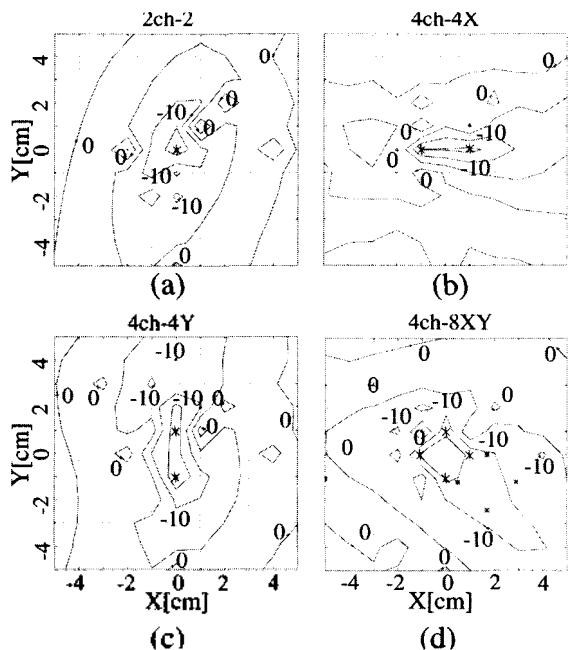 2ch-2 4ch-4X
4 0 0
2 -10 0 0
Y[cm] 0 0 0 0 0 -10
-2 -10 -10 0
-4 0
(a) (b)
4ch-4Y 4ch-8XY
4 0 -10 0 0
2 0 -10 -10 0 -10 -10 0
Y[cm] 0 0 0 0 0
-2 -10 -10
-4 0 0 0 0 -10
-4 -2 0 2 4 -4 -2 0 2 4
X[cm] X[cm]
(c) (d)